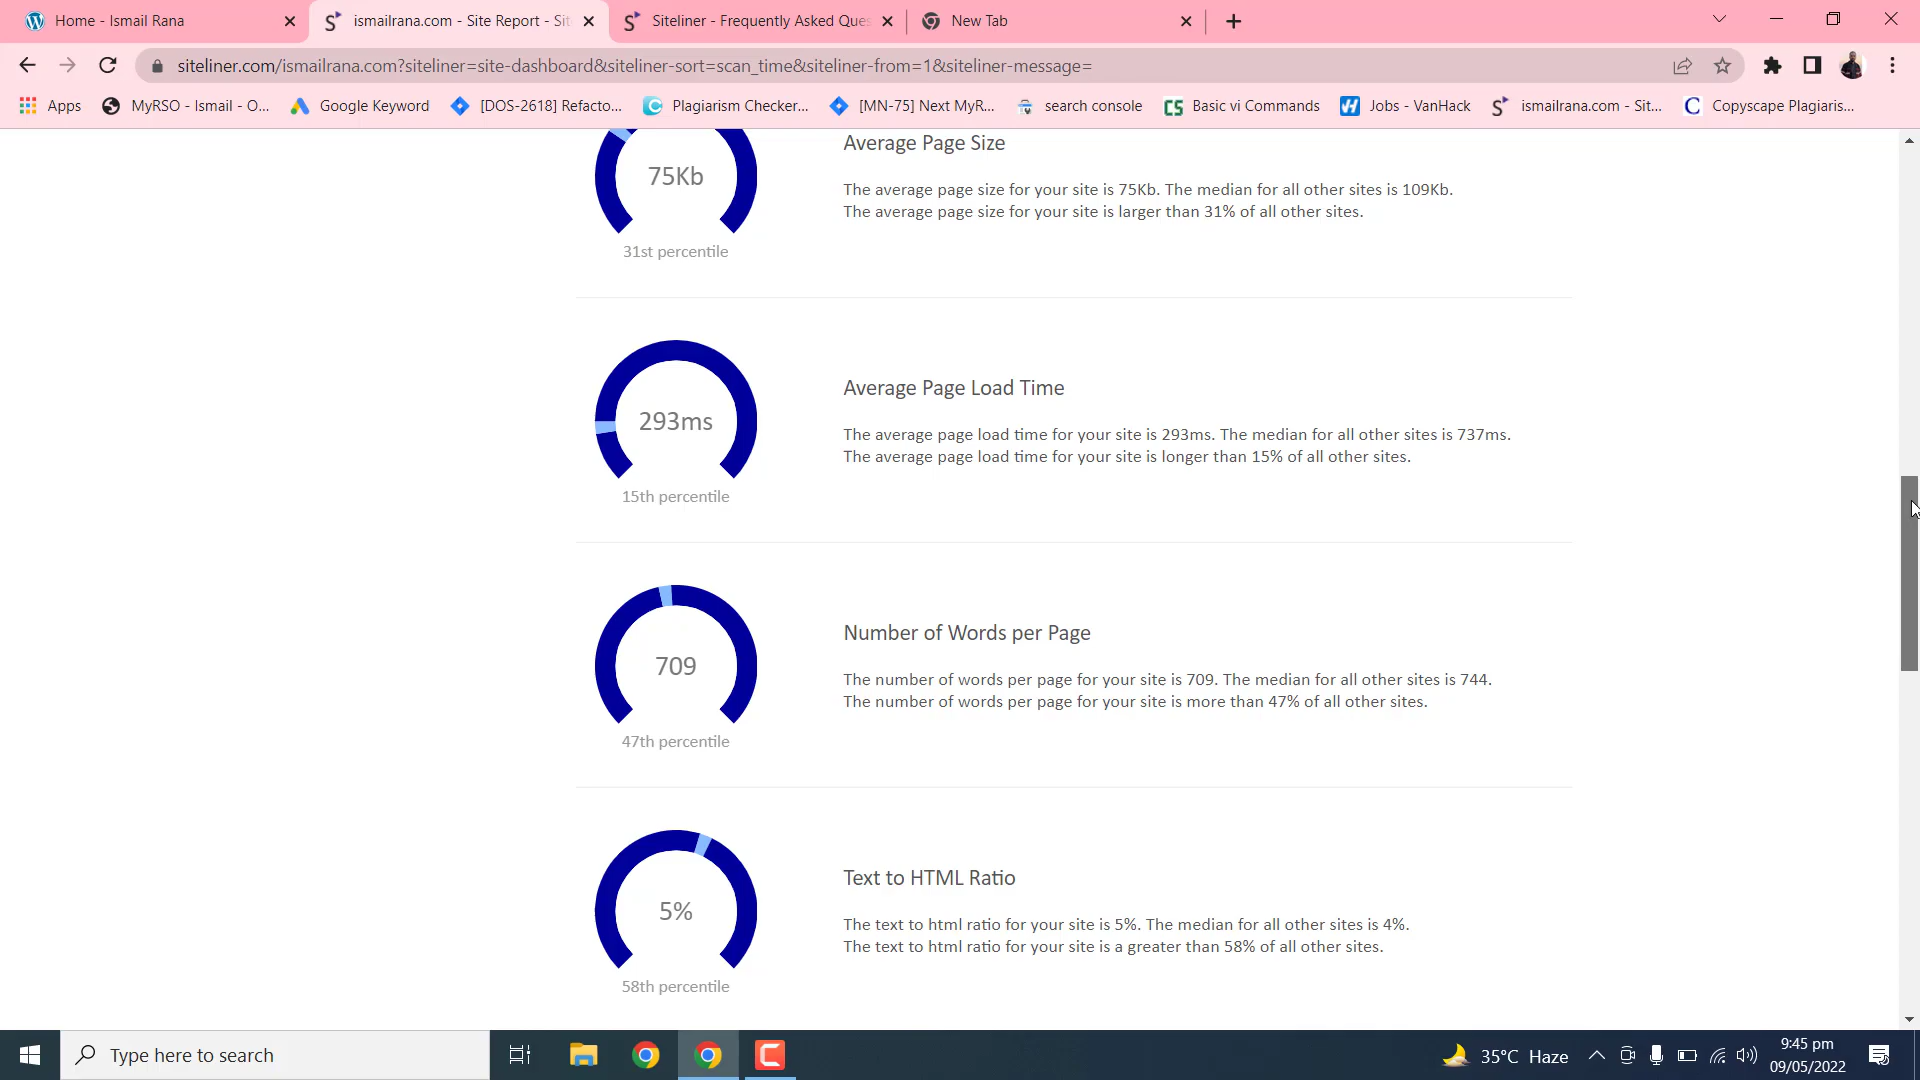 Home - Ismail Rana
ismailrana.com - Site Report - Sit
Siteliner - Frequently Asked Ques
New Tab
siteliner.com/ismailrana.com?siteliner=site-dashboard&siteliner-sort=scan_time&siteliner-from=1&siteliner-message=
Apps
MyRSO - Ismail - O...
Google Keyword
[DOS-2618] Refacto...
Plagiarism Checker...
[MN-75] Next MyR...
search console
Basic vi Commands
Jobs - VanHack
ismailrana.com - Sit...
Copyscape Plagiaris...
Average Page Size
75Kb
The average page size for your site is 75Kb. The median for all other sites is 109Kb.
The average page size for your site is larger than 31% of all other sites.
31st percentile
Average Page Load Time
293ms
The average page load time for your site is 293ms. The median for all other sites is 737ms.
The average page load time for your site is longer than 15% of all other sites.
15th percentile
Number of Words per Page
709
The number of words per page for your site is 709. The median for all other sites is 744.
The number of words per page for your site is more than 47% of all other sites.
47th percentile
Text to HTML Ratio
5%
The text to html ratio for your site is 5%. The median for all other sites is 4%.
The text to html ratio for your site is a greater than 58% of all other sites.
58th percentile
Type here to search
35°C Haze
9:45 pm
09/05/2022